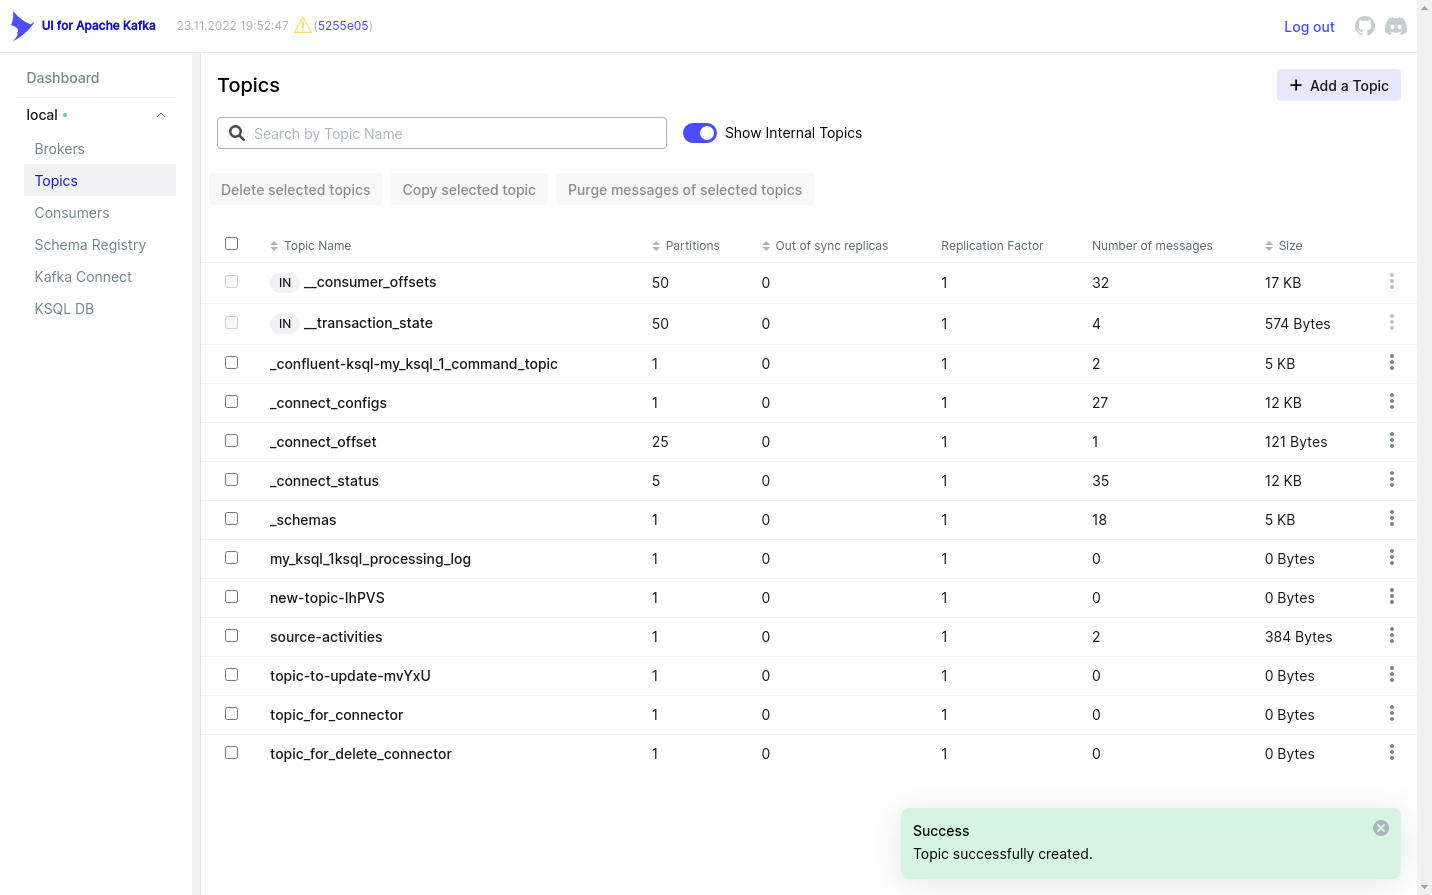 UI for Apache Kafka 23.11.2022 19:52:47 (5255e05) Log out
Dashboard
local
Brokers
Topics
Consumers
Schema Registry
Kafka Connect
KSQL DB
Topics
Add a Topic
Search by Topic Name Show Internal Topics
Delete selected topics Copy selected topic Purge messages of selected topics
Topic Name Partitions Out of sync replicas Replication Factor Number of messages Size
IN __consumer_offsets 50 0 1 32 17 KB
IN __transaction_state 50 0 1 4 574 Bytes
_confluent-ksql-my_ksql_1_command_topic 1 0 1 2 5 KB
_connect_configs 1 0 1 27 12 KB
_connect_offset 25 0 1 1 121 Bytes
_connect_status 5 0 1 35 12 KB
_schemas 1 0 1 18 5 KB
my_ksql_1ksql_processing_log 1 0 1 0 0 Bytes
new-topic-lhPVS 1 0 1 0 0 Bytes
source-activities 1 0 1 2 384 Bytes
topic-to-update-mvYxU 1 0 1 0 0 Bytes
topic_for_connector 1 0 1 0 0 Bytes
topic_for_delete_connector 1 0 1 0 0 Bytes
Success
Topic successfully created.